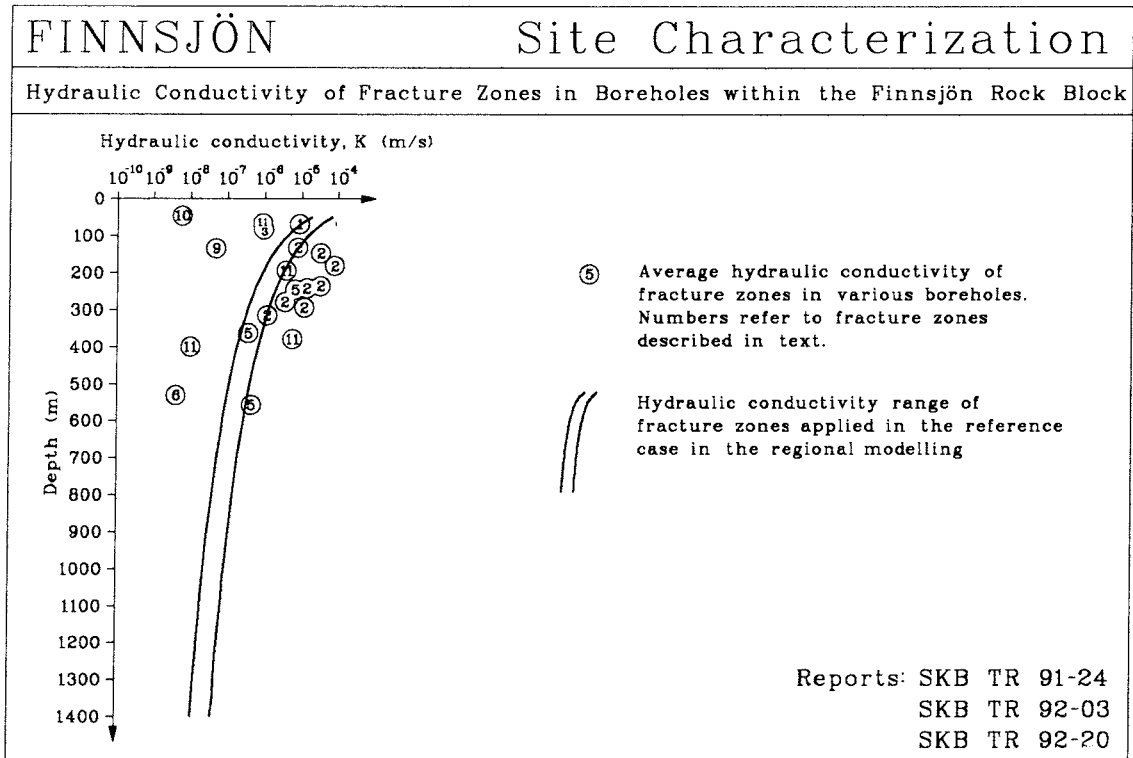 FINNSJÖN Site Characterization
Hydraulic Conductivity of Fracture Zones in Boreholes within the Finnsjön Rock Block
Hydraulic conductivity, K (m/s)
10^-10 10^-9 10^-8 10^-7 10^-6 10^-5 10^-4
0
100
200
300
400
500
600
700
800
900
1000
1100
1200
1300
1400
Depth (m)
10
11
3
1
9
2
2
2
11
5
2
2
2
2
2
5
11
11
6
5
5 Average hydraulic conductivity of
fracture zones in various boreholes.
Numbers refer to fracture zones
described in text.
Hydraulic conductivity range of
fracture zones applied in the reference
case in the regional modelling
Reports: SKB TR 91-24
SKB TR 92-03
SKB TR 92-20